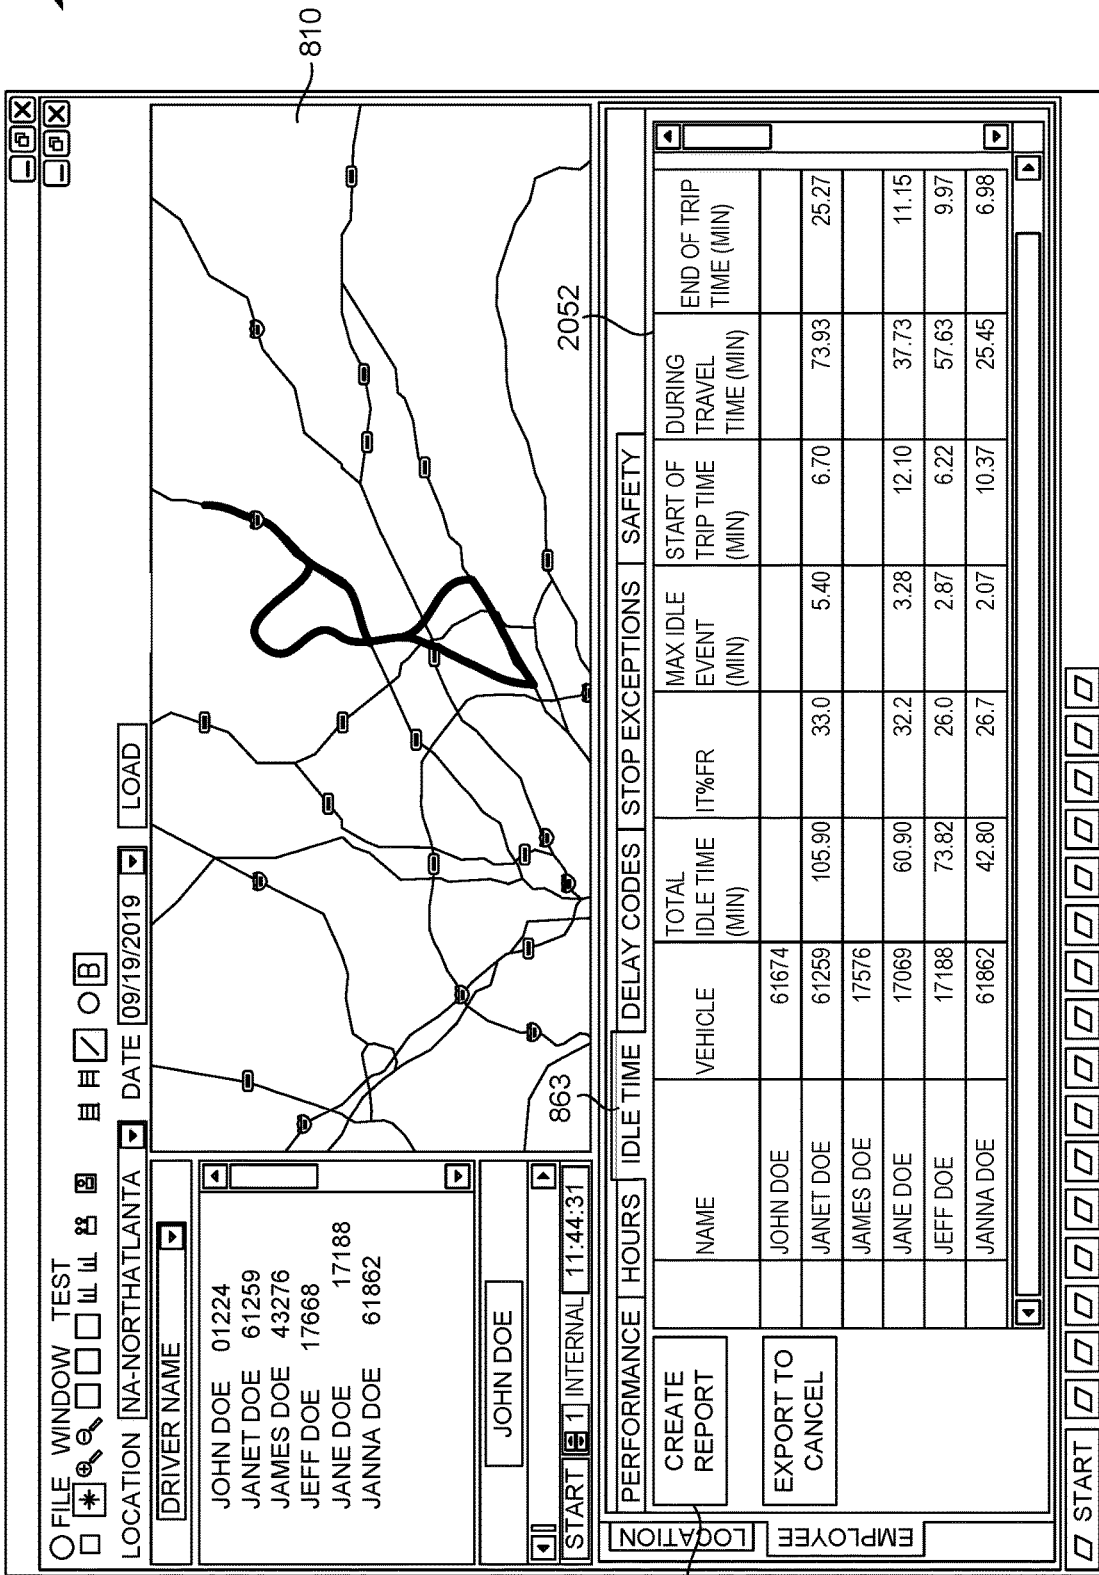 FILE WINDOW TEST
B
LOCATION NA-NORTHATLANTA DATE 09/19/2019 LOAD
DRIVER NAME
JOHN DOE 01224
JANET DOE 61259
JAMES DOE 43276
JEFF DOE 17668
JANE DOE 17188
JANNA DOE 61862
JOHN DOE
START 1 INTERNAL 11:44:31
810
863
2052
LOCATION
EMPLOYEE
PERFORMANCE HOURS IDLE TIME DELAY CODES STOP EXCEPTIONS SAFETY
CREATE
REPORT
EXPORT TO
CANCEL
NAME VEHICLE TOTAL IDLE TIME (MIN) IT%FR MAX IDLE EVENT (MIN) START OF TRIP TIME (MIN) DURING TRAVEL TIME (MIN) END OF TRIP TIME (MIN)
JOHN DOE 61674
JANET DOE 61259 105.90 33.0 5.40 6.70 73.93 25.27
JAMES DOE 17576
JANE DOE 17069 60.90 32.2 3.28 12.10 37.73 11.15
JEFF DOE 17188 73.82 26.0 2.87 6.22 57.63 9.97
JANNA DOE 61862 42.80 26.7 2.07 10.37 25.45 6.98
START